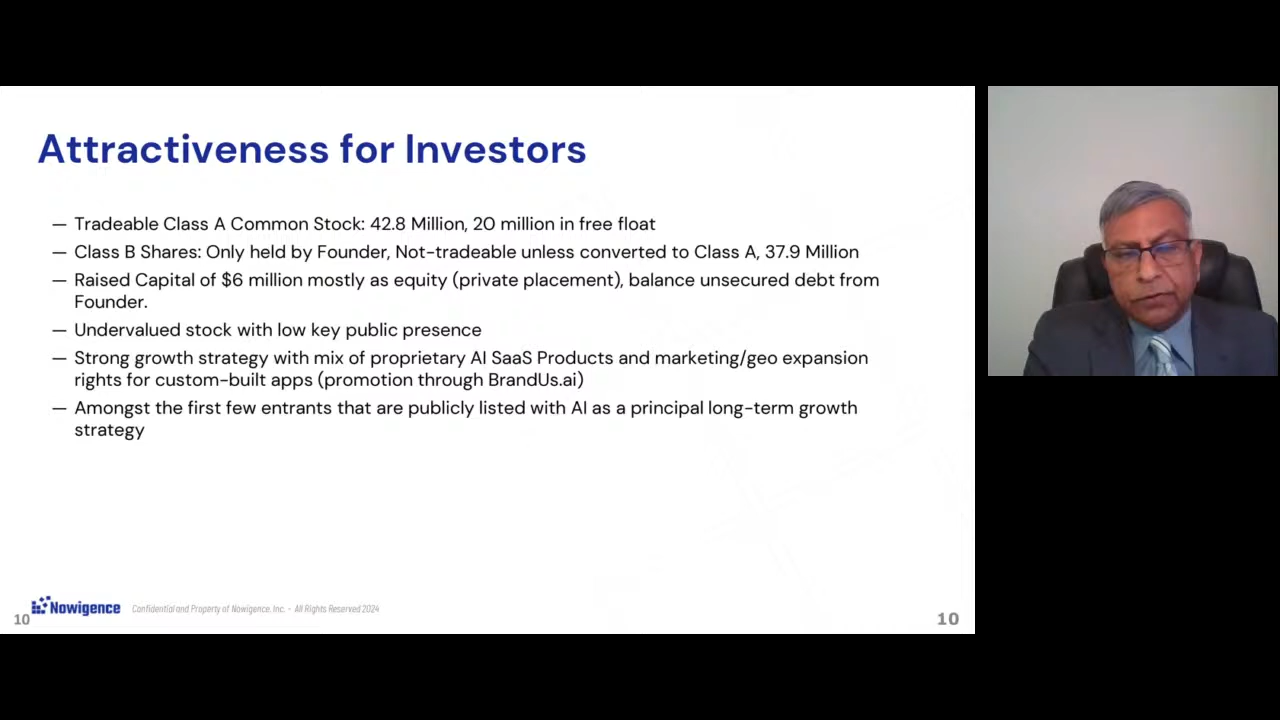 Attractiveness for Investors
— Tradeable Class A Common Stock: 42.8 Million, 20 million in free float
— Class B Shares: Only held by Founder, Not-tradeable unless converted to Class A, 37.9 Million
— Raised Capital of $6 million mostly as equity (private placement), balance unsecured debt from
Founder.
— Undervalued stock with low key public presence
— Strong growth strategy with mix of proprietary AI SaaS Products and marketing/geo expansion
rights for custom-built apps (promotion through BrandUs.ai)
— Amongst the first few entrants that are publicly listed with AI as a principal long-term growth
strategy
Nowigence Confidential and Property of Nowigence, Inc. - All Rights Reserved 2024
10
10